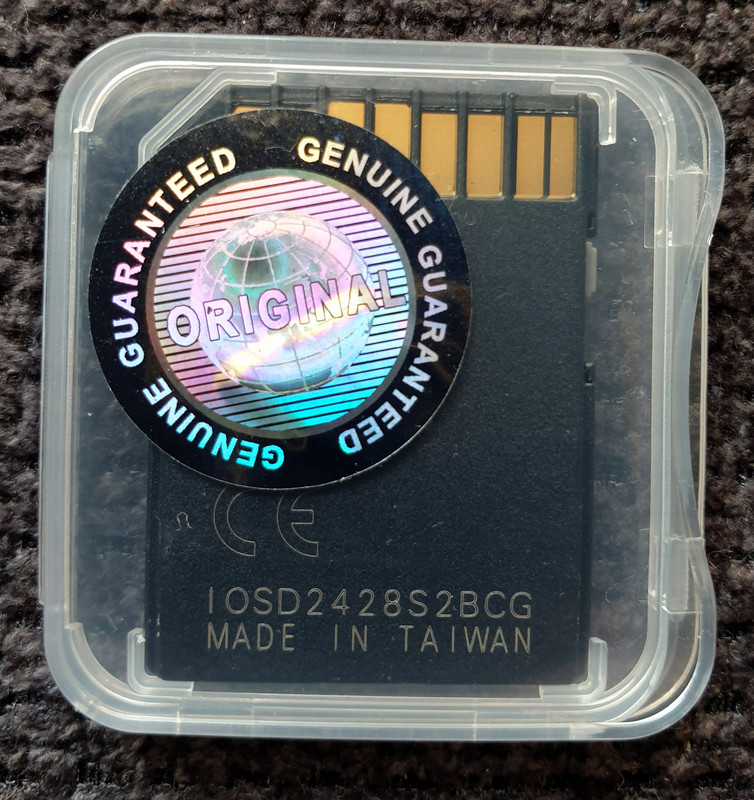 GENUINE GUARANTEED
GENUINE GUARANTEED
ORIGINAL
CE
IOSD2428S2BCG
MADE IN TAIWAN